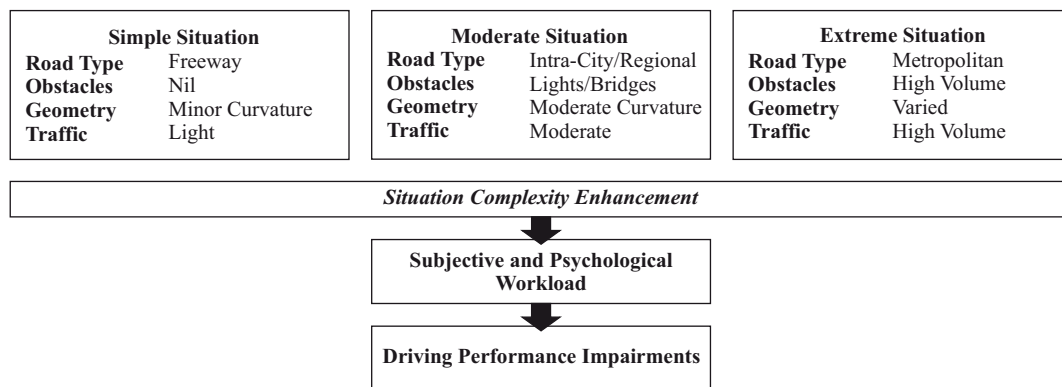 Simple Situation
Road Type Freeway
Obstacles Nil
Geometry Minor Curvature
Traffic Light
Moderate Situation
Road Type Intra-City/Regional
Obstacles Lights/Bridges
Geometry Moderate Curvature
Traffic Moderate
Extreme Situation
Road Type Metropolitan
Obstacles High Volume
Geometry Varied
Traffic High Volume
Situation Complexity Enhancement
Subjective and Psychological
Workload
Driving Performance Impairments